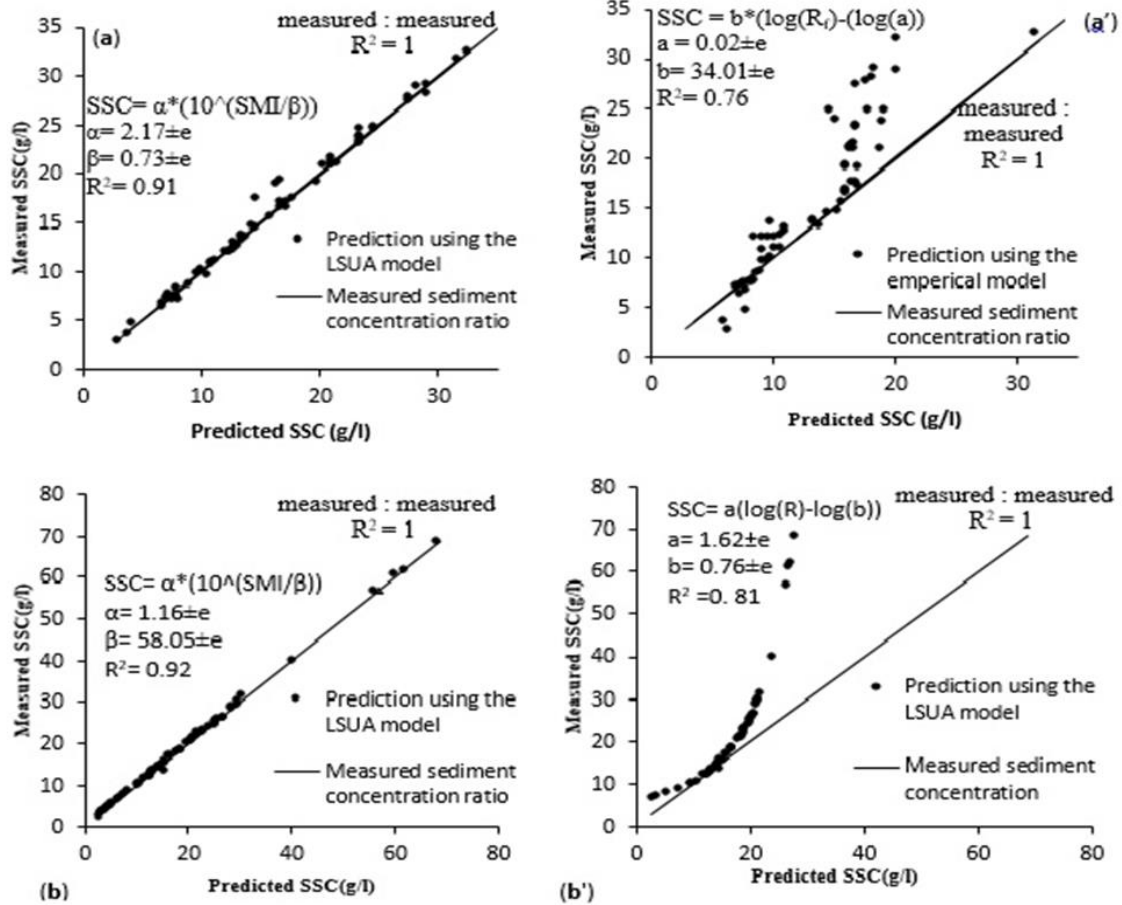 (a)
measured : measured
R² = 1
SSC= α*(10^(SMI/β))
α= 2.17±e
β= 0.73±e
R²= 0.91
Prediction using the
LSUA model
Measured sediment
concentration ratio
Measured SSC(g/l)
35
30
25
20
15
10
5
0
0 10 20 30
Predicted SSC (g/l)
(a')
SSC = b*(log(Rᵢ)-(log(a))
a = 0.02±e
b= 34.01±e
R²= 0.76
measured :
measured
R² = 1
Prediction using the
emperical model
Measured sediment
concentration ratio
Measured SSC(g/l)
35
30
25
20
15
10
5
0
0 10 20 30
Predicted SSC (g/l)
measured : measured
R² = 1
SSC= α*(10^(SMI/β))
α= 1.16±e
β= 58.05±e
R²= 0.92
Prediction using the
LSUA model
Measured sediment
concentration ratio
Measured SSC(g/l)
80
70
60
50
40
30
20
10
0
0 20 40 60 80
(b)
Predicted SSC(g/l)
measured : measured
R² = 1
SSC= a(log(R)-log(b))
a= 1.62±e
b= 0.76±e
R² =0. 81
Prediction using the
LSUA model
Measured sediment
concentration
Measured SSC(g/l)
80
70
60
50
40
30
20
10
0
0 20 40 60 80
(b')
Predicted SSC(g/l)